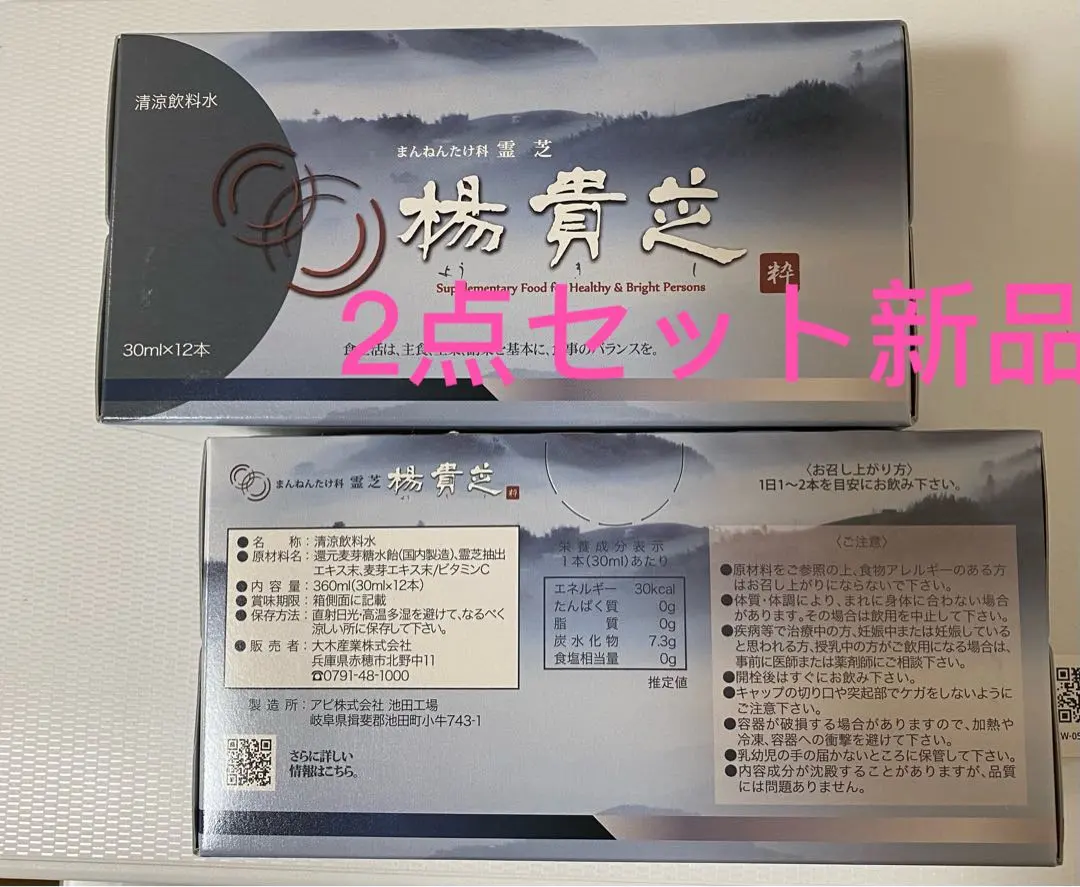 清涼飲料水
まんねんたけ科 霊芝
楊貴芝
ようきし
粋
Supplementary Food for Healthy & Bright Persons
2点セット新品
30ml×12本
食生活は、主食、主菜、副菜を基本に、食事のバランスを。
まんねんたけ科 霊芝 楊貴芝 粋
●名称：清涼飲料水
●原材料名：還元麦芽糖水飴(国内製造)、霊芝抽出
エキス末、麦芽エキス末/ビタミンC
●内容量：360ml(30ml×12本)
●賞味期限：箱側面に記載
●保存方法：直射日光・高温多湿を避けて、なるべく
涼しい所に保存して下さい。
●販売者：大木産業株式会社
兵庫県赤穂市北野中11
☎0791-48-1000
製造所：アピ株式会社 池田工場
岐阜県揖斐郡池田町小牛743-1
さらに詳しい
情報はこちら。
栄養成分表示
1本(30ml)あたり
エネルギー 30kcal
たんぱく質 0g
脂質 0g
炭水化物 7.3g
食塩相当量 0g
推定値
〈お召し上がり方〉
1日1〜2本を目安にお飲み下さい。
〈ご注意〉
●原材料をご参照の上、食物アレルギーのある方
はお召し上がりにならないで下さい。
●体質・体調により、まれに身体に合わない場合
があります。その場合は飲用を中止して下さい。
●疾病等で治療中の方、妊娠中または妊娠している
と思われる方、授乳中の方がご飲用になる場合は、
事前に医師または薬剤師にご相談下さい。
●開栓後はすぐにお飲み下さい。
●キャップの切り口や突起部でケガをしないように
ご注意下さい。
●容器が破損する場合がありますので、加熱や
冷凍、容器への衝撃を避けて下さい。
●乳幼児の手の届かないところに保管して下さい。
●内容成分が沈殿することがありますが、品質
には問題ありません。
W-05